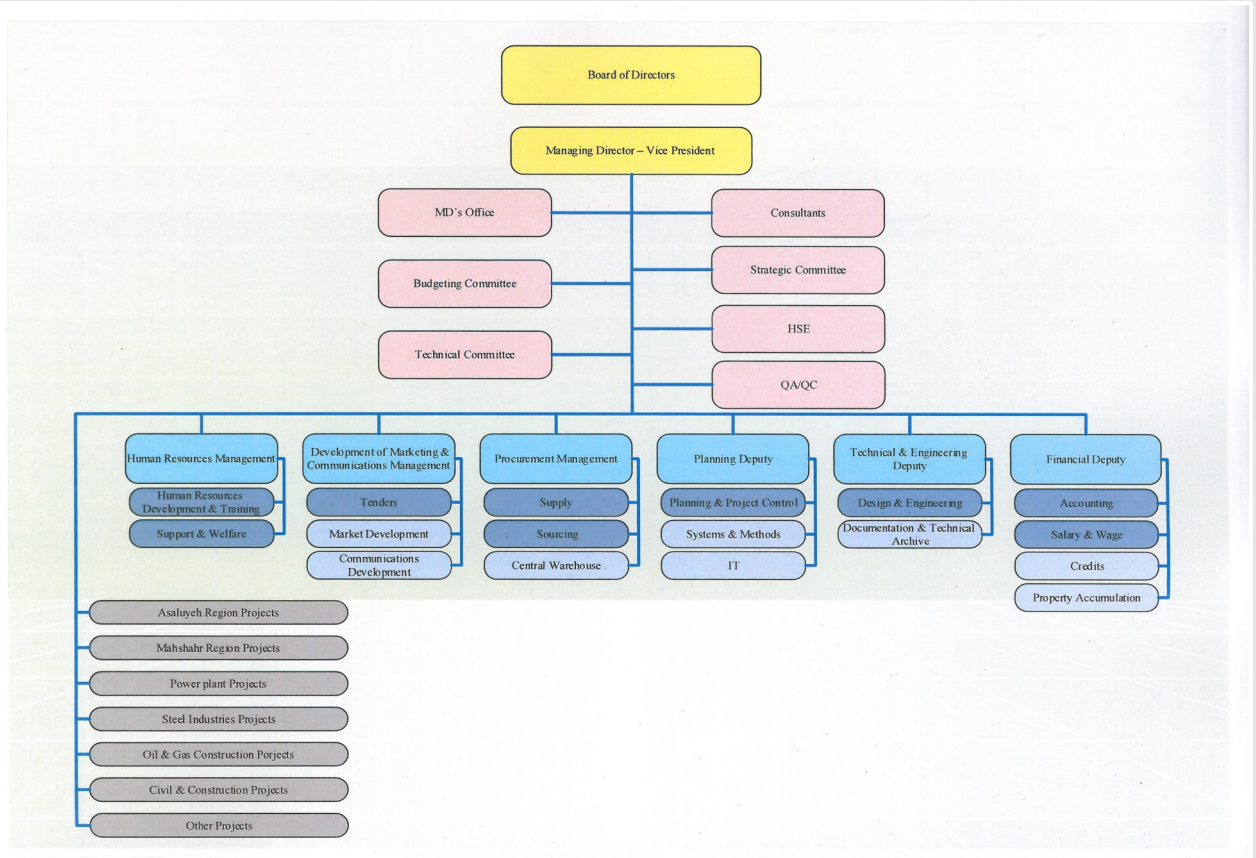 Board of Directors
Managing Director – Vice President
MD's Office
Consultants
Budgeting Committee
Strategic Committee
Technical Committee
HSE
QA/QC
Human Resources Management
Human Resources
Development & Training
Support & Welfare
Development of Marketing &
Communications Management
Tenders
Market Development
Communications
Development
Procurement Management
Supply
Sourcing
Central Warehouse
Planning Deputy
Planning & Project Control
Systems & Methods
IT
Technical & Engineering
Deputy
Design & Engineering
Documentation & Technical
Archive
Financial Deputy
Accounting
Salary & Wage
Credits
Property Accumulation
Asaluyeh Region Projects
Mahshahr Region Projects
Power plant Projects
Steel Industries Projects
Oil & Gas Construction Porjects
Civil & Construction Projects
Other Projects